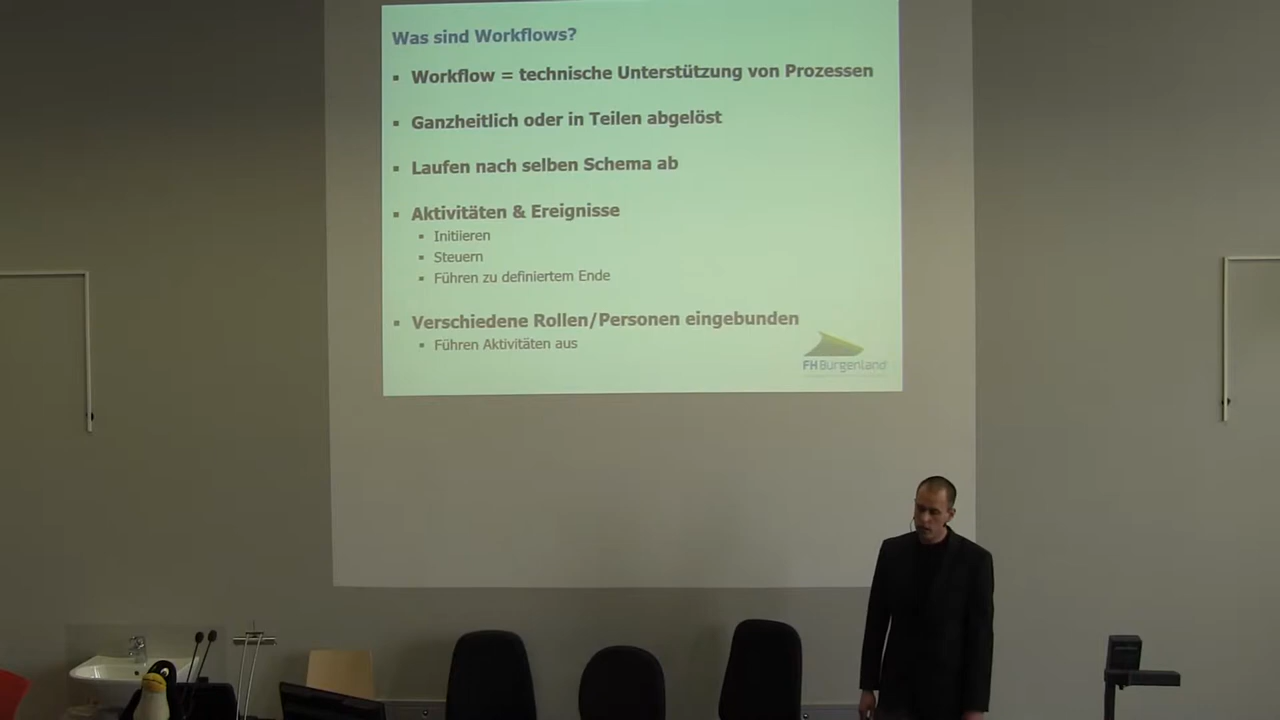 Was sind Workflows?
▪ Workflow = technische Unterstützung von Prozessen
▪ Ganzheitlich oder in Teilen abgelöst
▪ Laufen nach selben Schema ab
▪ Aktivitäten & Ereignisse
▪ Initiieren
▪ Steuern
▪ Führen zu definiertem Ende
▪ Verschiedene Rollen/Personen eingebunden
▪ Führen Aktivitäten aus
FH Burgenland